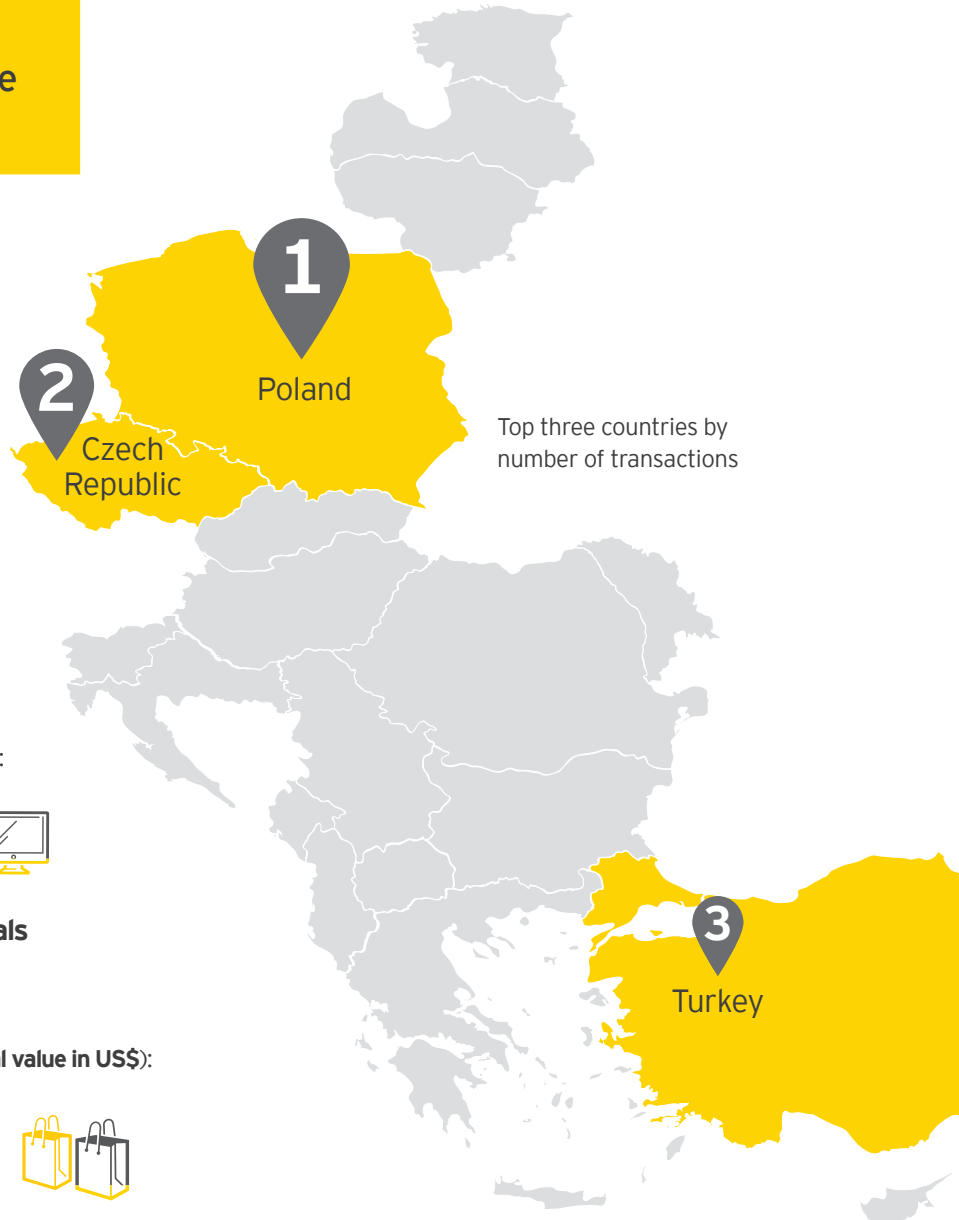 e
1
Poland
2
Czech
Republic
Top three countries by
number of transactions
:
als
3
Turkey
l value in US$):